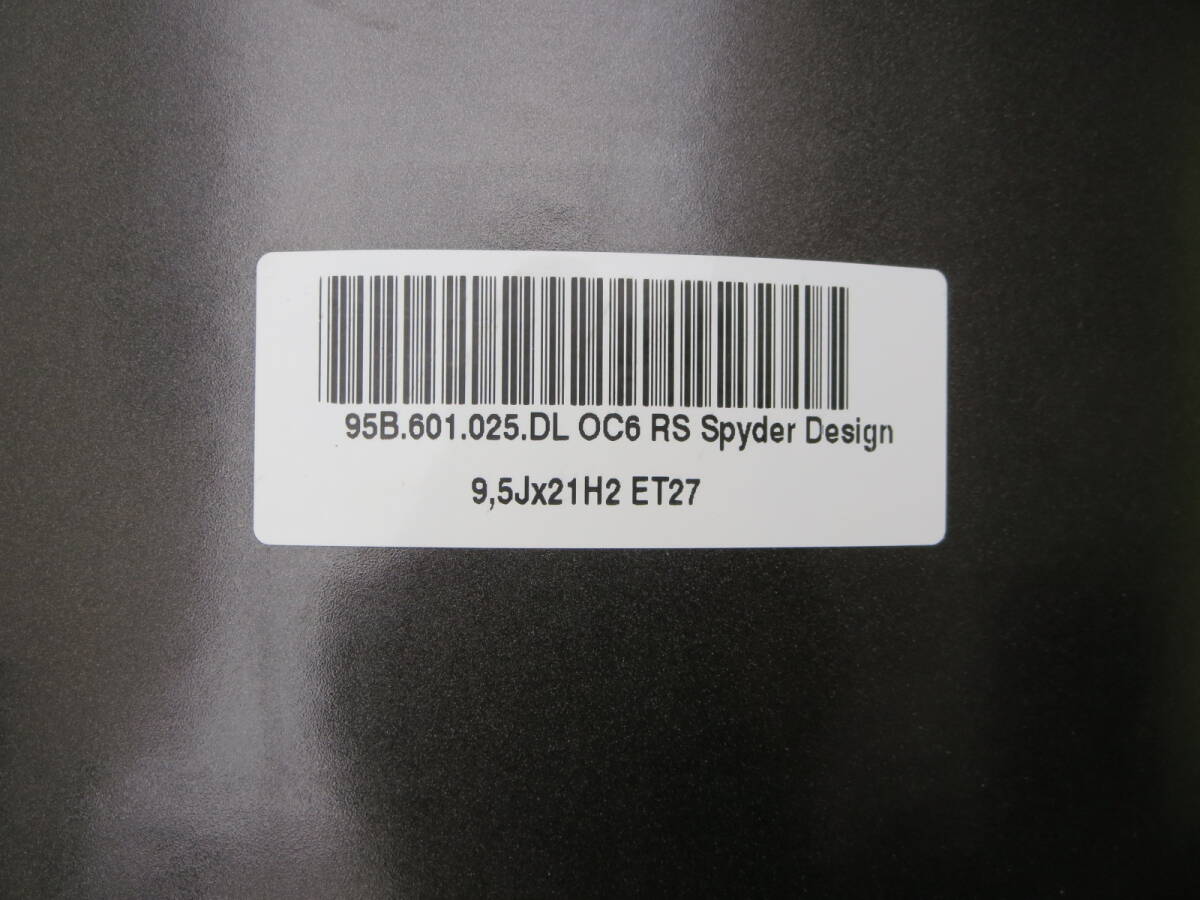 95B.601.025.DL OC6 RS Spyder Design
9,5Jx21H2 ET27